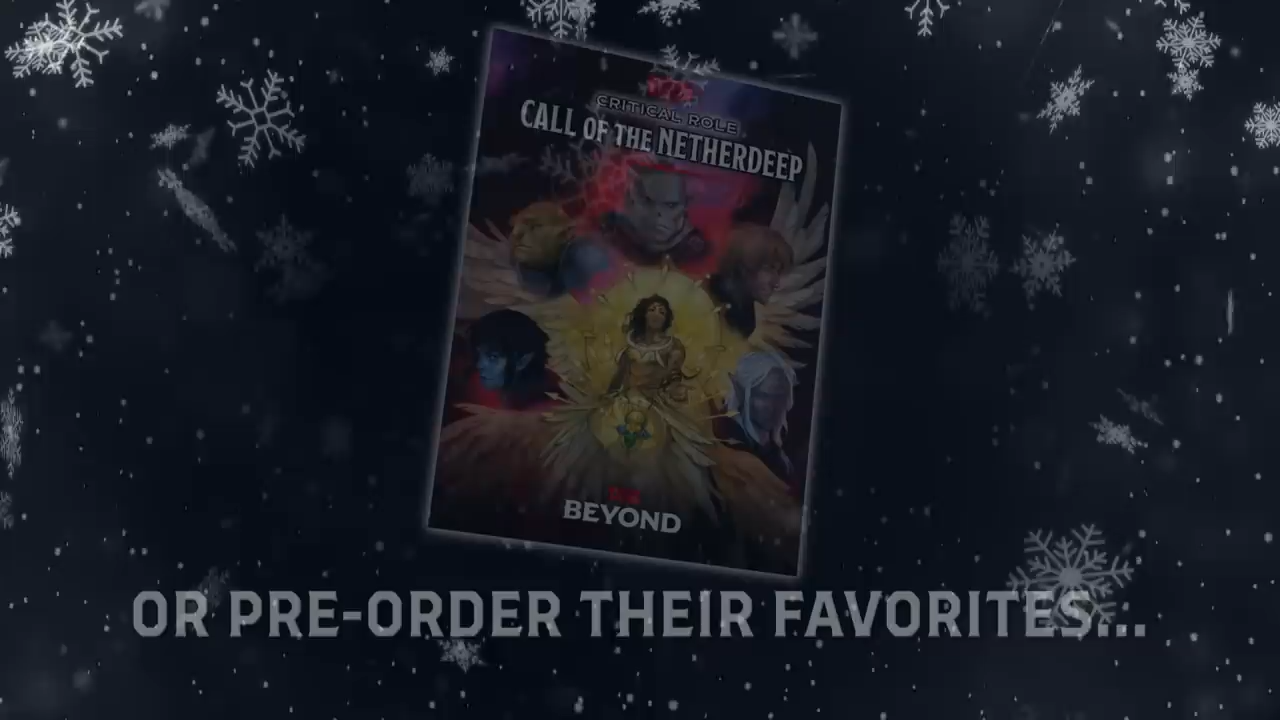 CRITICAL ROLE
CALL OF THE NETHERDEEP
BEYOND
OR PRE-ORDER THEIR FAVORITES...